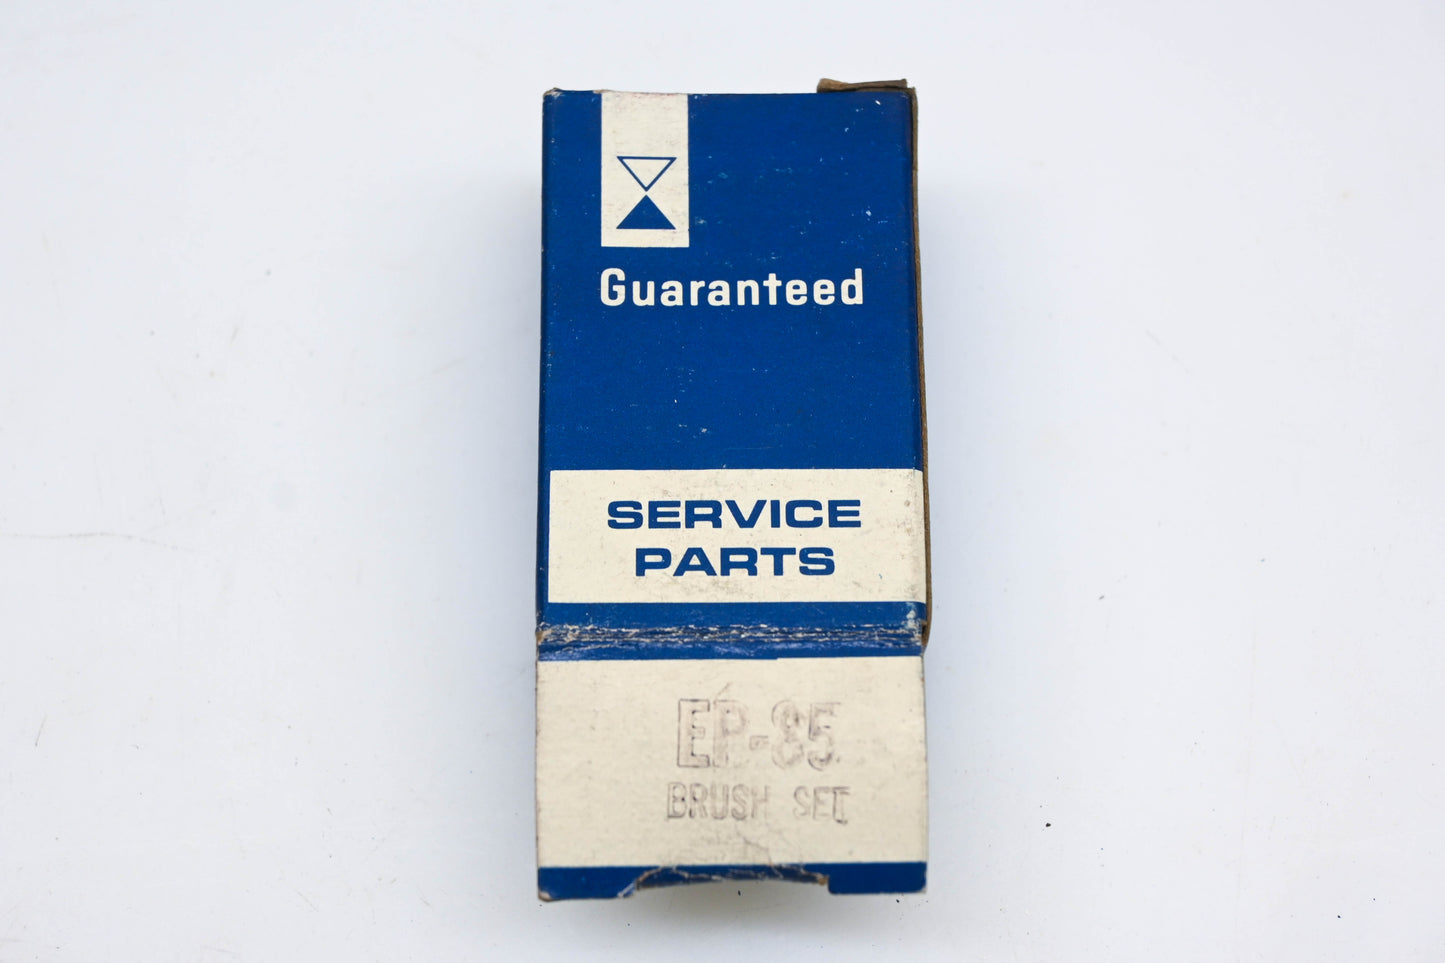 Guaranteed
SERVICE
PARTS
EP-85
BRUSH SET